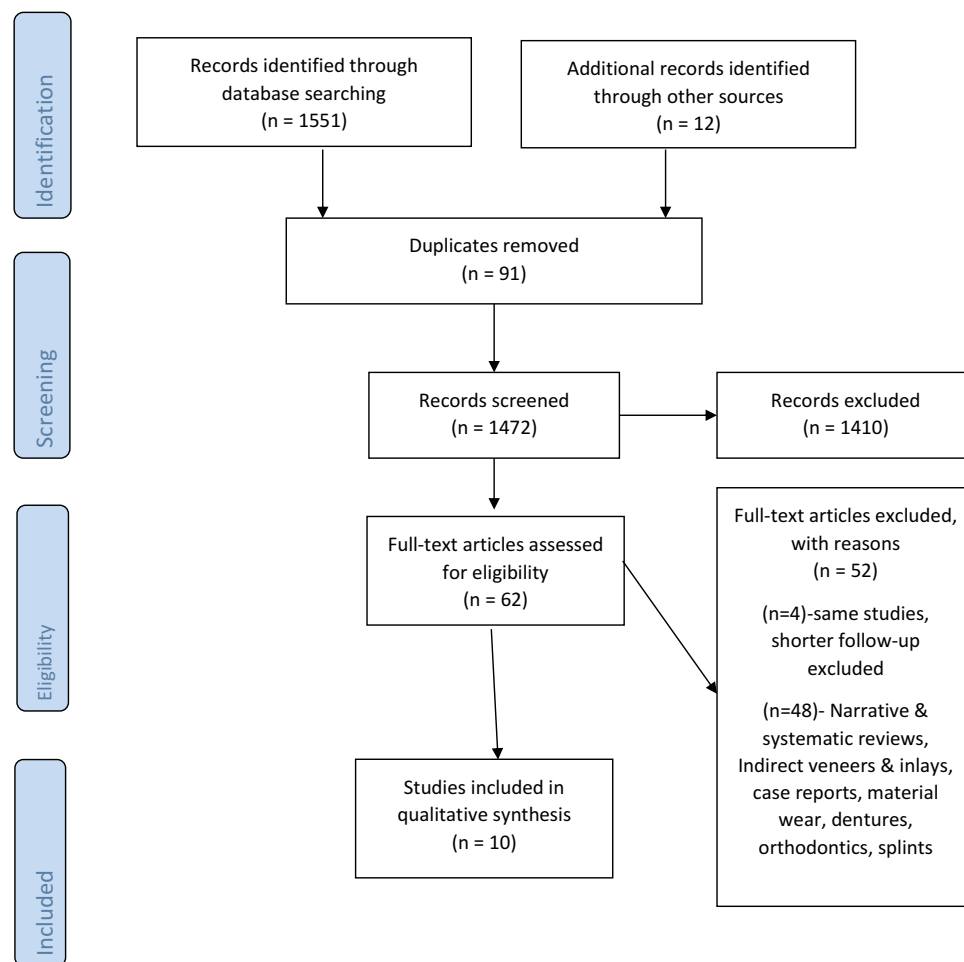 Identification
Records identified through
database searching
(n = 1551)
Additional records identified
through other sources
(n = 12)
Duplicates removed
(n = 91)
Screening
Records screened
(n = 1472)
Records excluded
(n = 1410)
Eligibility
Full-text articles assessed
for eligibility
(n = 62)
Full-text articles excluded,
with reasons
(n = 52)
(n=4)-same studies,
shorter follow-up
excluded
(n=48)- Narrative &
systematic reviews,
Indirect veneers & inlays,
case reports, material
wear, dentures,
orthodontics, splints
Included
Studies included in
qualitative synthesis
(n = 10)